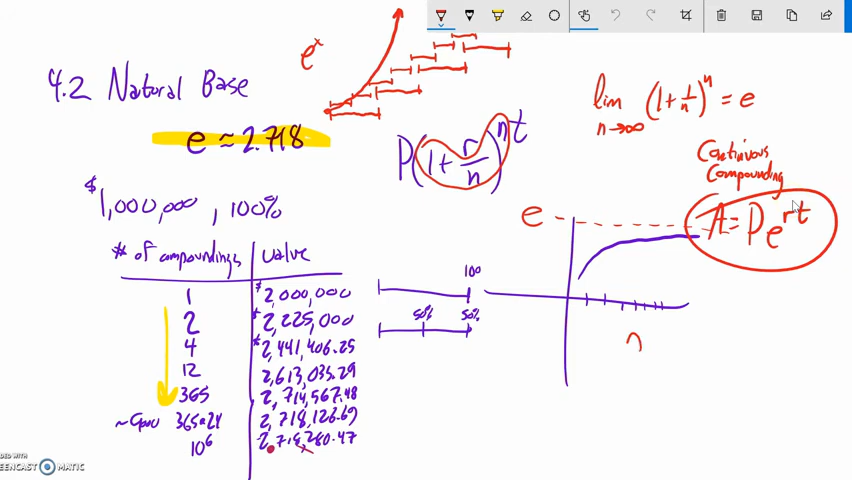 4.2 Natural Base
e ≈ 2.718
e^x
P(1 + r/n)^nt
lim n→∞ (1 + 1/n)^n = e
Continuous
Compounding
A = Pe^rt
$1,000,000, 100%
# of compoundings value
1 $2,000,000
2 $2,225,000
4 $2,441,406.25
12 2,613,035.29
365 2,714,567.48
365·24 2,718,126.69
10^6 2,718,280.47
100
50% 50%
e
n
SCREENCAST MATIC